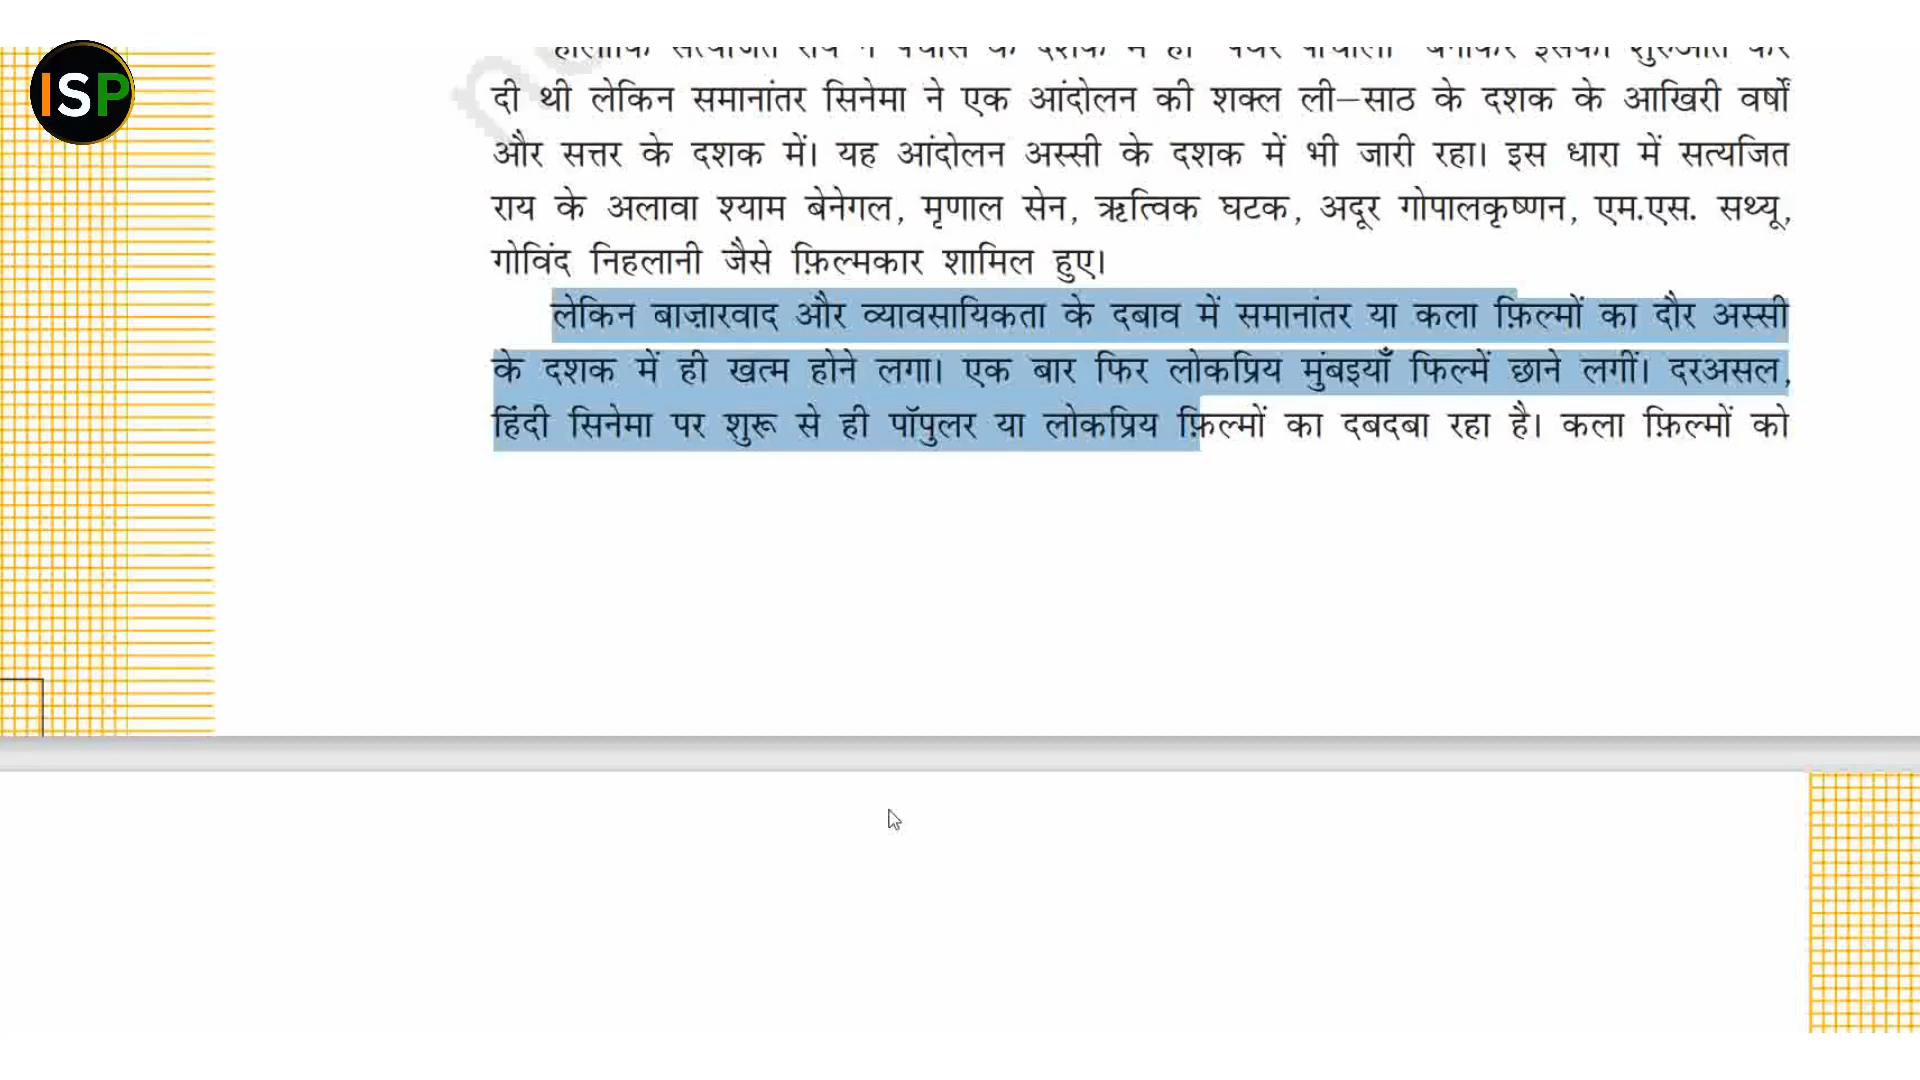 ISP
दी थी लेकिन समानांतर सिनेमा ने एक आंदोलन की शक्ल ली–साठ के दशक के आखिरी वर्षों
और सत्तर के दशक में। यह आंदोलन अस्सी के दशक में भी जारी रहा। इस धारा में सत्यजित
राय के अलावा श्याम बेनेगल, मृणाल सेन, ऋत्विक घटक, अदूर गोपालकृष्णन, एम.एस. सथ्यू,
गोविंद निहलानी जैसे फ़िल्मकार शामिल हुए।
लेकिन बाज़ारवाद और व्यावसायिकता के दबाव में समानांतर या कला फ़िल्मों का दौर अस्सी
के दशक में ही खत्म होने लगा। एक बार फिर लोकप्रिय मुंबइयाँ फिल्में छाने लगीं। दरअसल,
हिंदी सिनेमा पर शुरू से ही पॉपुलर या लोकप्रिय फ़िल्मों का दबदबा रहा है। कला फ़िल्मों को